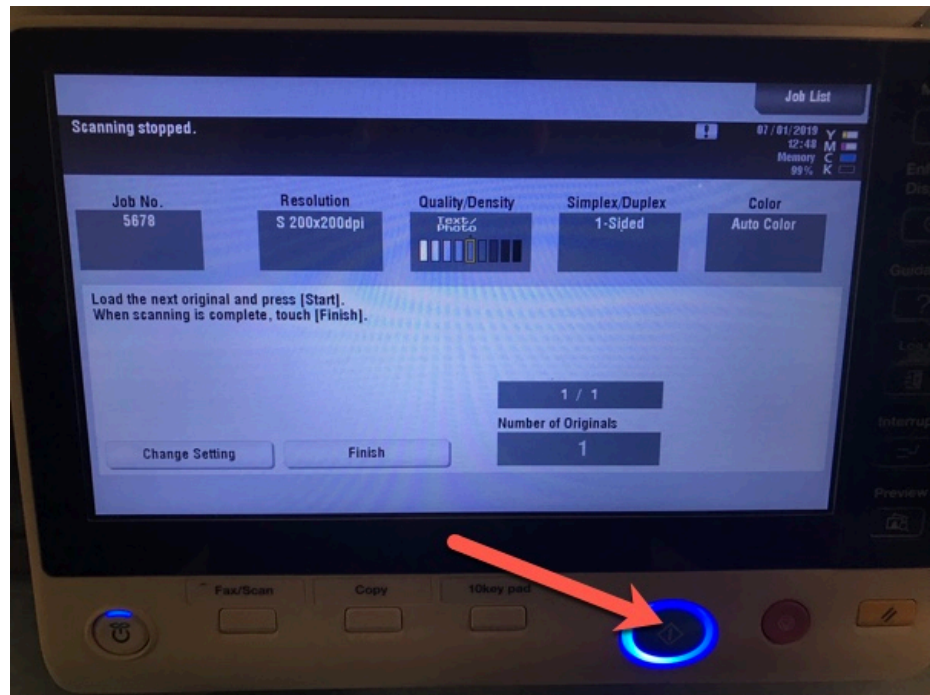 Job List
Scanning stopped.
07/01/2019
12:48
Memory
99%
Y
M
C
K
Job No.
5678
Resolution
S 200x200dpi
Quality/Density
Text/
Photo
Simplex/Duplex
1-Sided
Color
Auto Color
Load the next original and press [Start].
When scanning is complete, touch [Finish].
1 / 1
Number of Originals
1
Change Setting
Finish
Guida
Interrup
Preview
Fax/Scan
Copy
10key pad